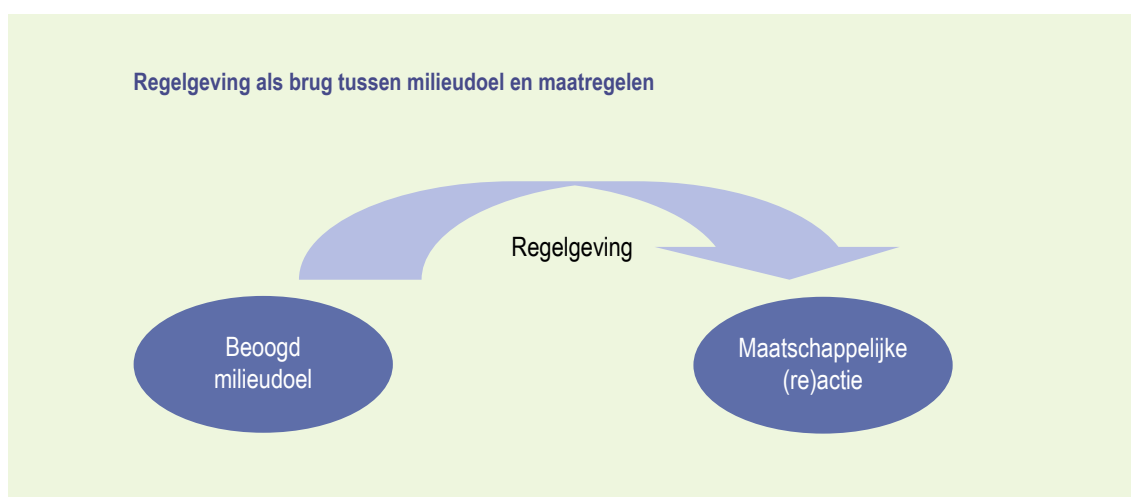 Regelgeving als brug tussen milieudoel en maatregelen
Regelgeving
Beoogd
milieudoel
Maatschappelijke
(re)actie